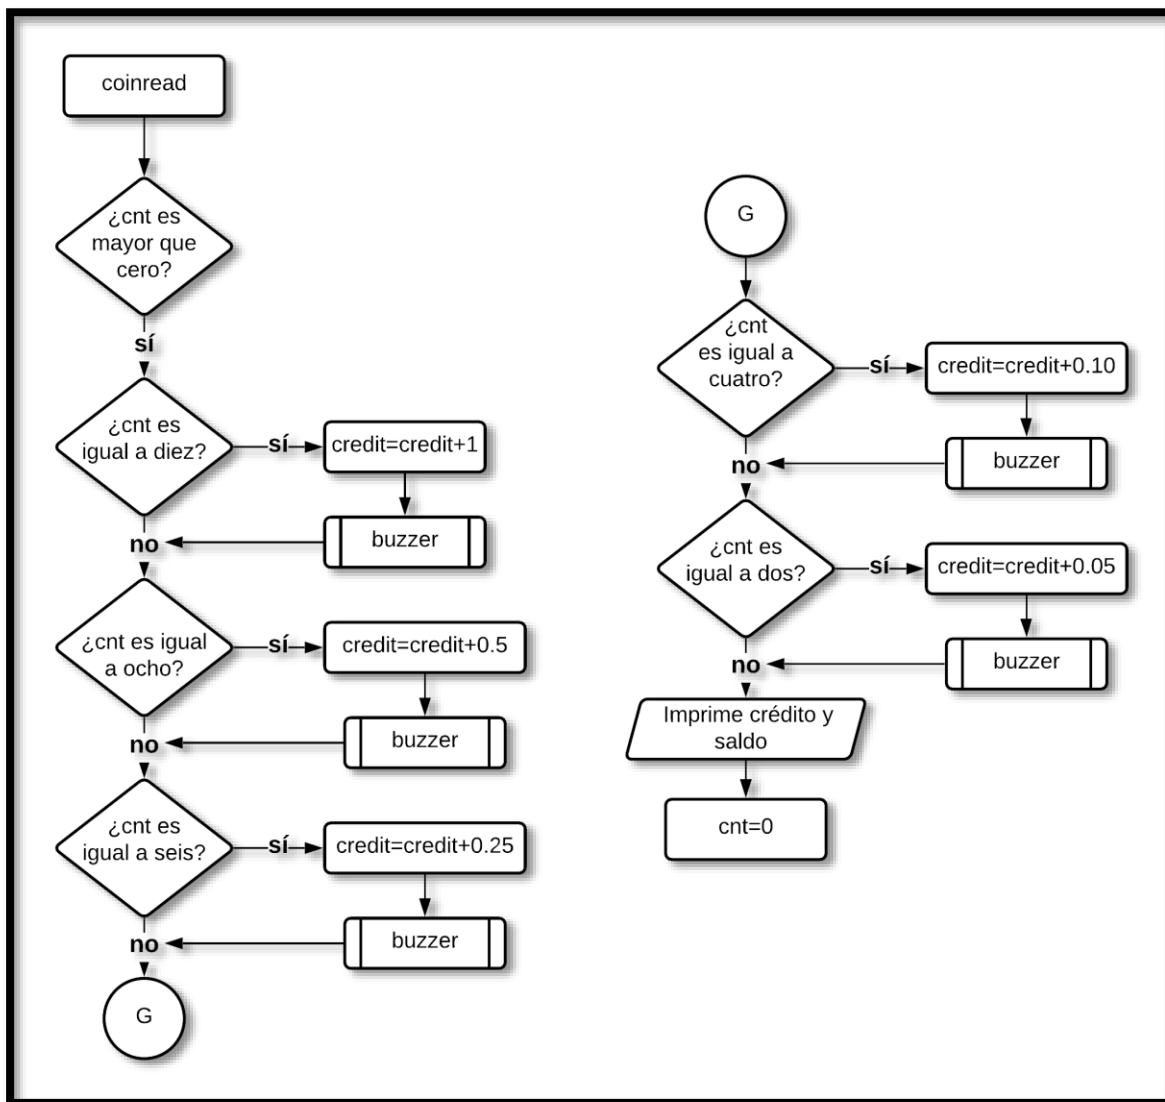 coinread
¿cnt es
mayor que
cero?
sí
¿cnt es
igual a diez?
sí
credit=credit+1
buzzer
no
¿cnt es igual
a ocho?
sí
credit=credit+0.5
buzzer
no
¿cnt es
igual a seis?
sí
credit=credit+0.25
buzzer
no
G
G
¿cnt
es igual a
cuatro?
sí
credit=credit+0.10
buzzer
no
¿cnt es
igual a dos?
sí
credit=credit+0.05
buzzer
no
Imprime crédito y
saldo
cnt=0